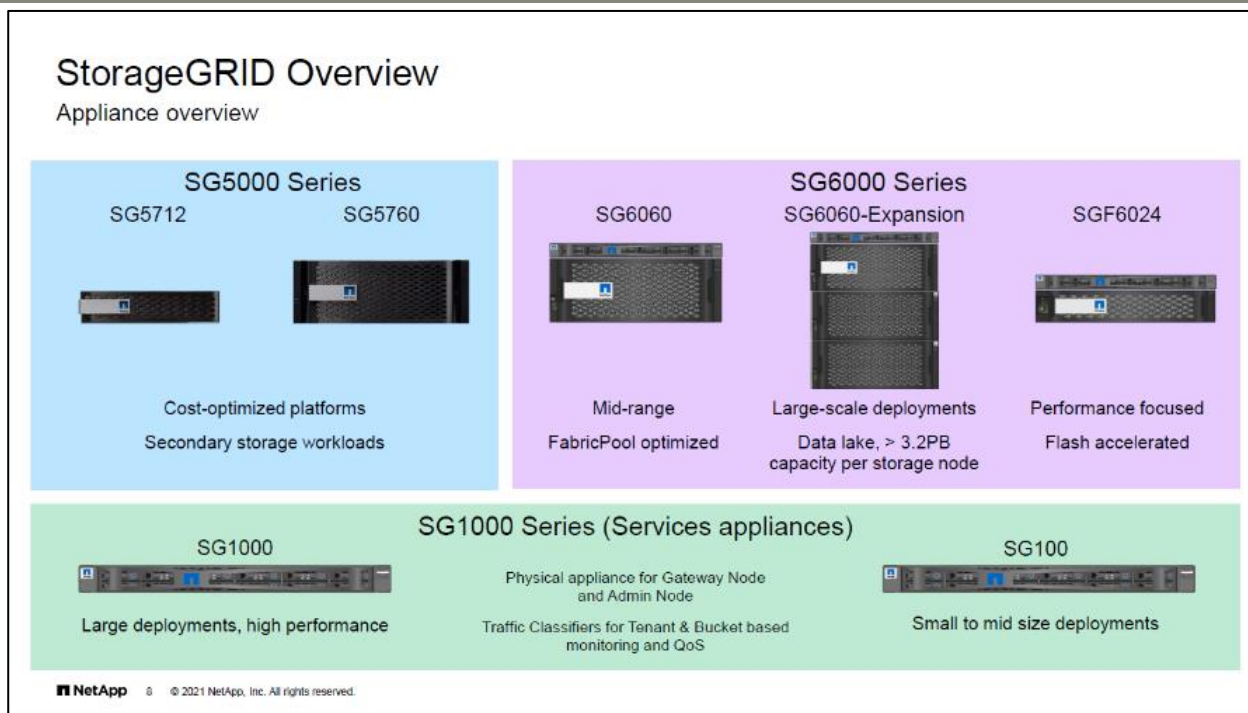 StorageGRID Overview
Appliance overview
SG5000 Series
SG5712
SG5760
Cost-optimized platforms
Secondary storage workloads
SG6000 Series
SG6060
SG6060-Expansion
SGF6024
Mid-range
FabricPool optimized
Large-scale deployments
Data lake, > 3.2PB
capacity per storage node
Performance focused
Flash accelerated
SG1000 Series (Services appliances)
SG1000
Large deployments, high performance
Physical appliance for Gateway Node
and Admin Node
Traffic Classifiers for Tenant & Bucket based
monitoring and QoS
SG100
Small to mid size deployments
NetApp 8 © 2021 NetApp, Inc. All rights reserved.